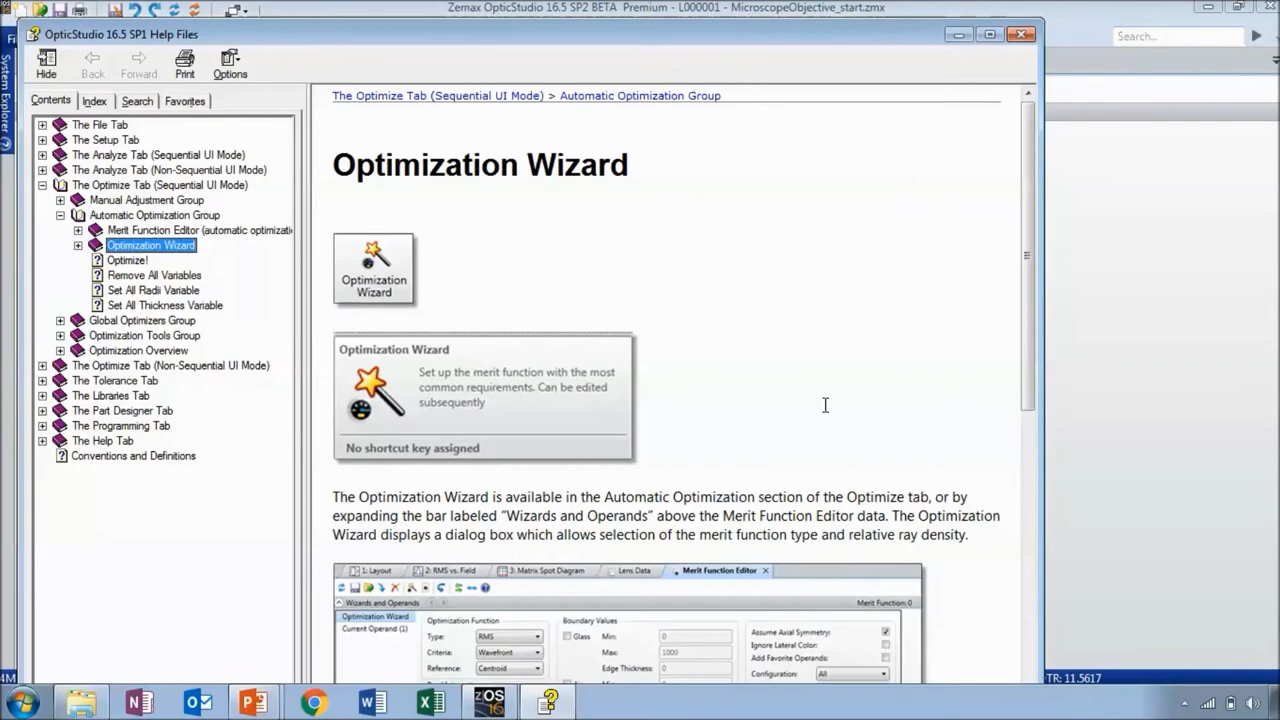 Zemax OpticStudio 16.5 SP2 BETA Premium - L000001 - MicroscopeObjective_start.zmx
OpticStudio 16.5 SP1 Help Files
Search...
System Explorer
Hide
Back
Forward
Print
Options
Contents
Index
Search
Favorites
The File Tab
The Setup Tab
The Analyze Tab (Sequential UI Mode)
The Analyze Tab (Non-Sequential UI Mode)
The Optimize Tab (Sequential UI Mode)
Manual Adjustment Group
Automatic Optimization Group
Merit Function Editor (automatic optimizati
Optimization Wizard
Optimize!
Remove All Variables
Set All Radii Variable
Set All Thickness Variable
Global Optimizers Group
Optimization Tools Group
Optimization Overview
The Optimize Tab (Non-Sequential UI Mode)
The Tolerance Tab
The Libraries Tab
The Part Designer Tab
The Programming Tab
The Help Tab
Conventions and Definitions
The Optimize Tab (Sequential UI Mode) > Automatic Optimization Group
Optimization Wizard
Optimization
Wizard
Optimization Wizard
Set up the merit function with the most
common requirements. Can be edited
subsequently
No shortcut key assigned
The Optimization Wizard is available in the Automatic Optimization section of the Optimize tab, or by
expanding the bar labeled “Wizards and Operands” above the Merit Function Editor data. The Optimization
Wizard displays a dialog box which allows selection of the merit function type and relative ray density.
1: Layout
2: RMS vs. Field
3: Matrix Spot Diagram
Lens Data
Merit Function Editor
Wizards and Operands
Merit Function: 0
Optimization Wizard
Current Operand (1)
Optimization Function
Type: RMS
Criteria: Wavefront
Reference: Centroid
Boundary Values
Glass Min: 0
Max: 1000
Edge Thickness: 0
Assume Axial Symmetry:
Ignore Lateral Color:
Add Favorite Operands:
Configuration: All
TR: 11.5617